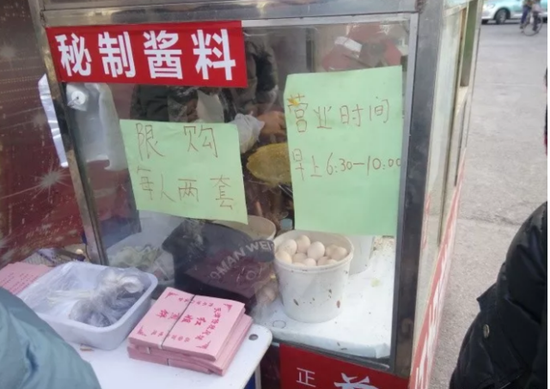 秘制酱料
限购
每人两套
营业时间
早上6:30-10:00
正